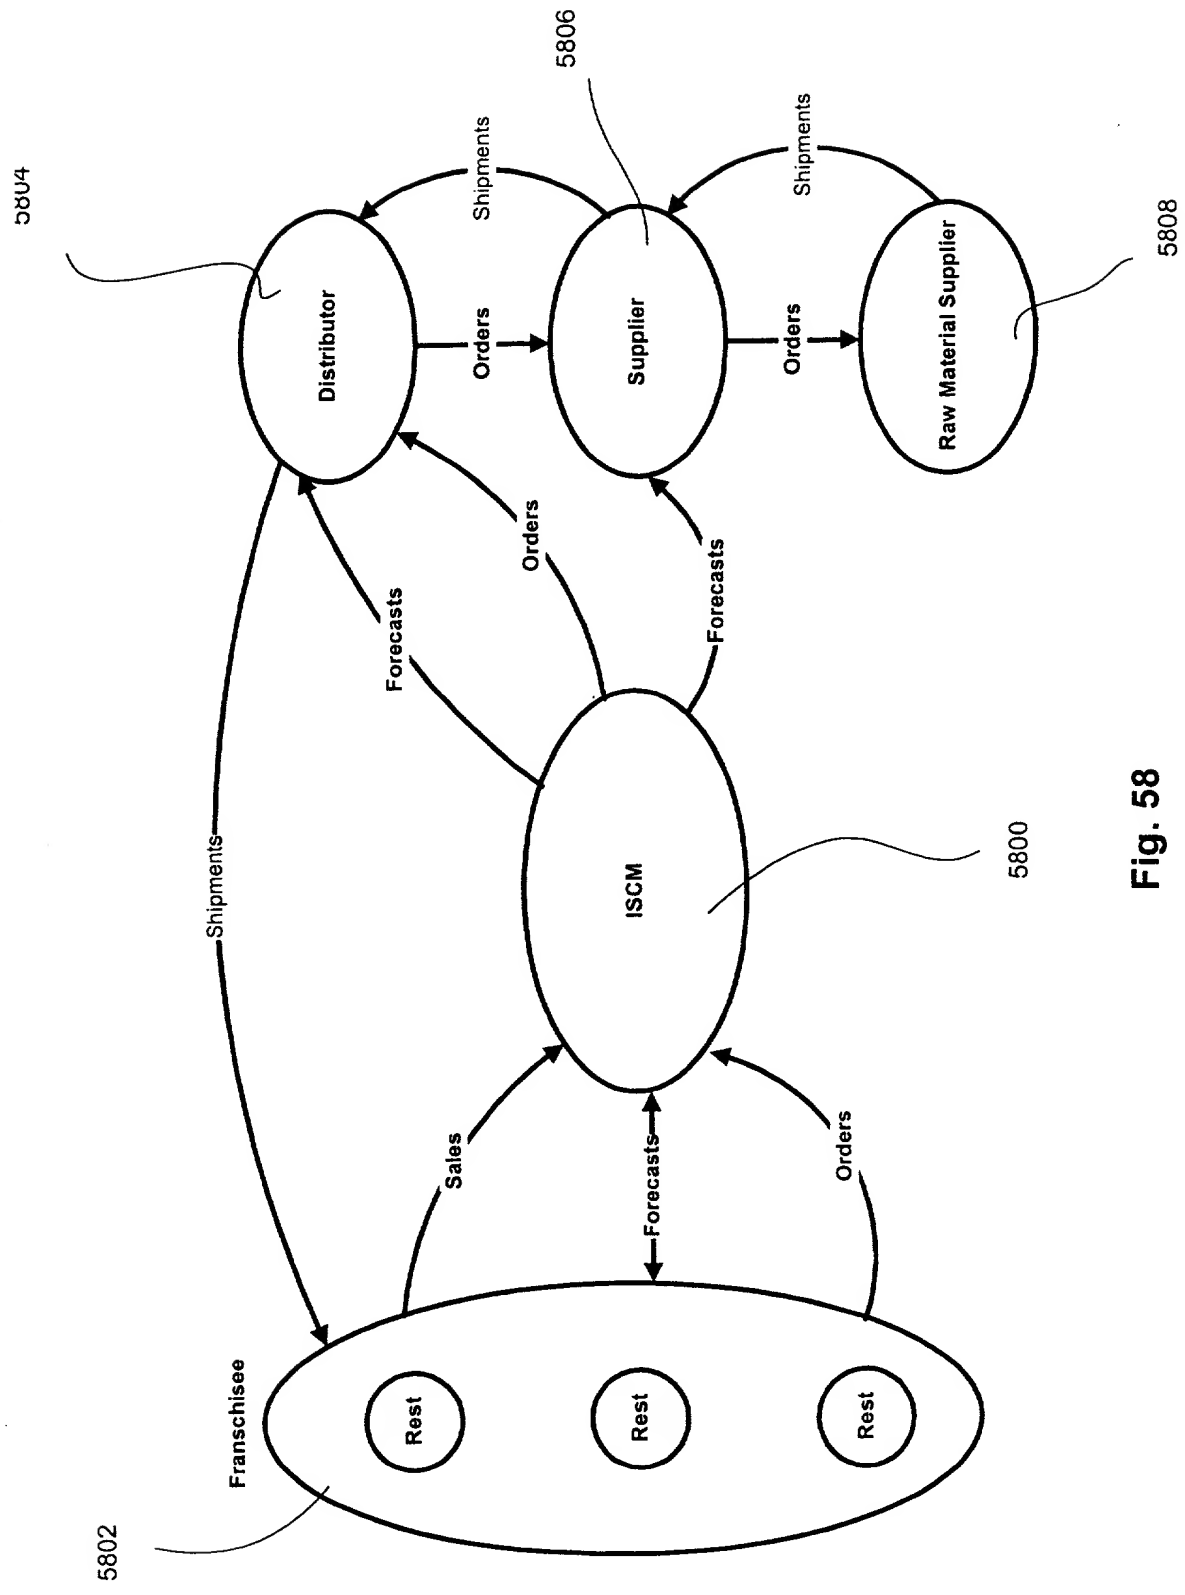 5802
Franschisee
Rest
Rest
Rest
Shipments
Sales
Forecasts
Orders
ISCM
5800
Forecasts
Orders
Forecasts
5804
Distributor
Orders
Shipments
5806
Supplier
Orders
Shipments
Raw Material Supplier
5808
Fig. 58